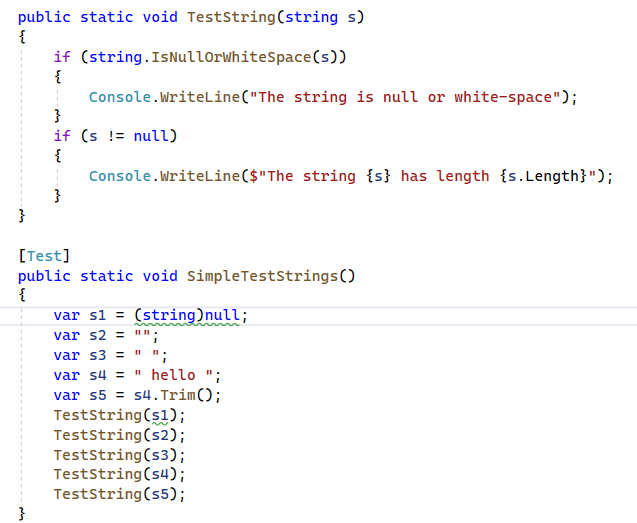 public static void TestString(string s)
{
    if (string.IsNullOrWhiteSpace(s))
    {
        Console.WriteLine("The string is null or white-space");
    }
    if (s != null)
    {
        Console.WriteLine($"The string {s} has length {s.Length}");
    }
}

[Test]
public static void SimpleTestStrings()
{
    var s1 = (string)null;
    var s2 = "";
    var s3 = " ";
    var s4 = " hello ";
    var s5 = s4.Trim();
    TestString(s1);
    TestString(s2);
    TestString(s3);
    TestString(s4);
    TestString(s5);
}